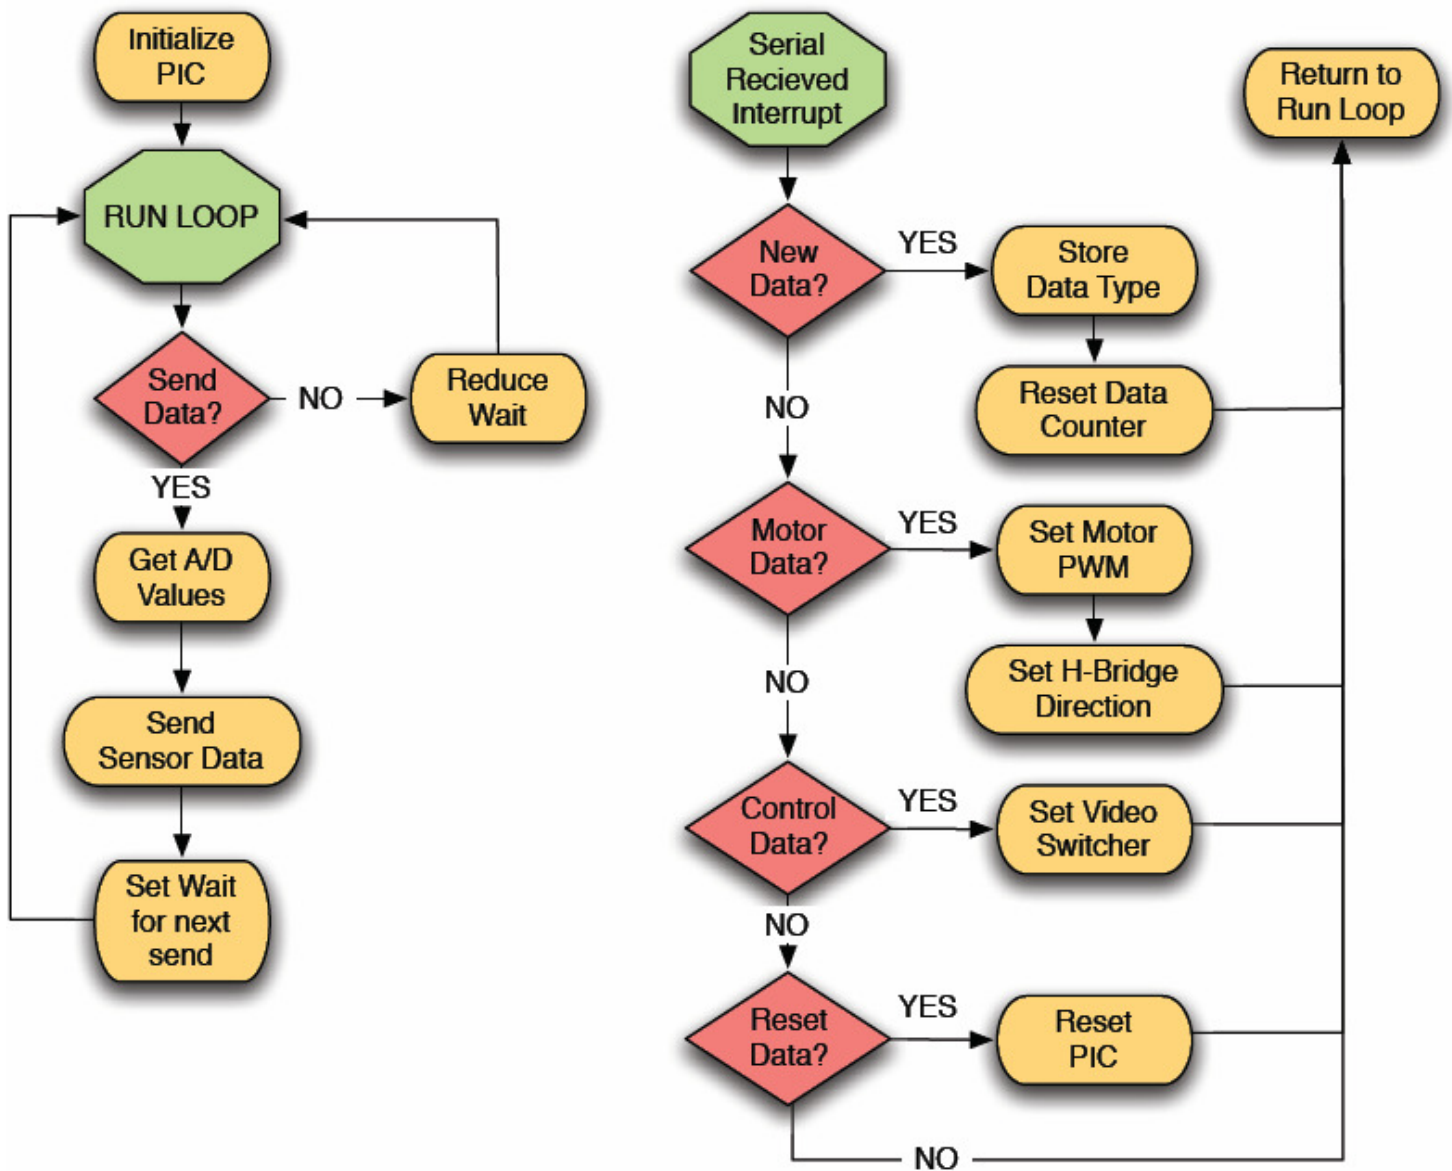 Initialize
PIC
RUN LOOP
Send
Data?
NO
Reduce
Wait
YES
Get A/D
Values
Send
Sensor Data
Set Wait
for next
send
Serial
Recieved
Interrupt
New
Data?
YES
Store
Data Type
Reset Data
Counter
NO
Motor
Data?
YES
Set Motor
PWM
Set H-Bridge
Direction
NO
Control
Data?
YES
Set Video
Switcher
NO
Reset
Data?
YES
Reset
PIC
NO
Return to
Run Loop